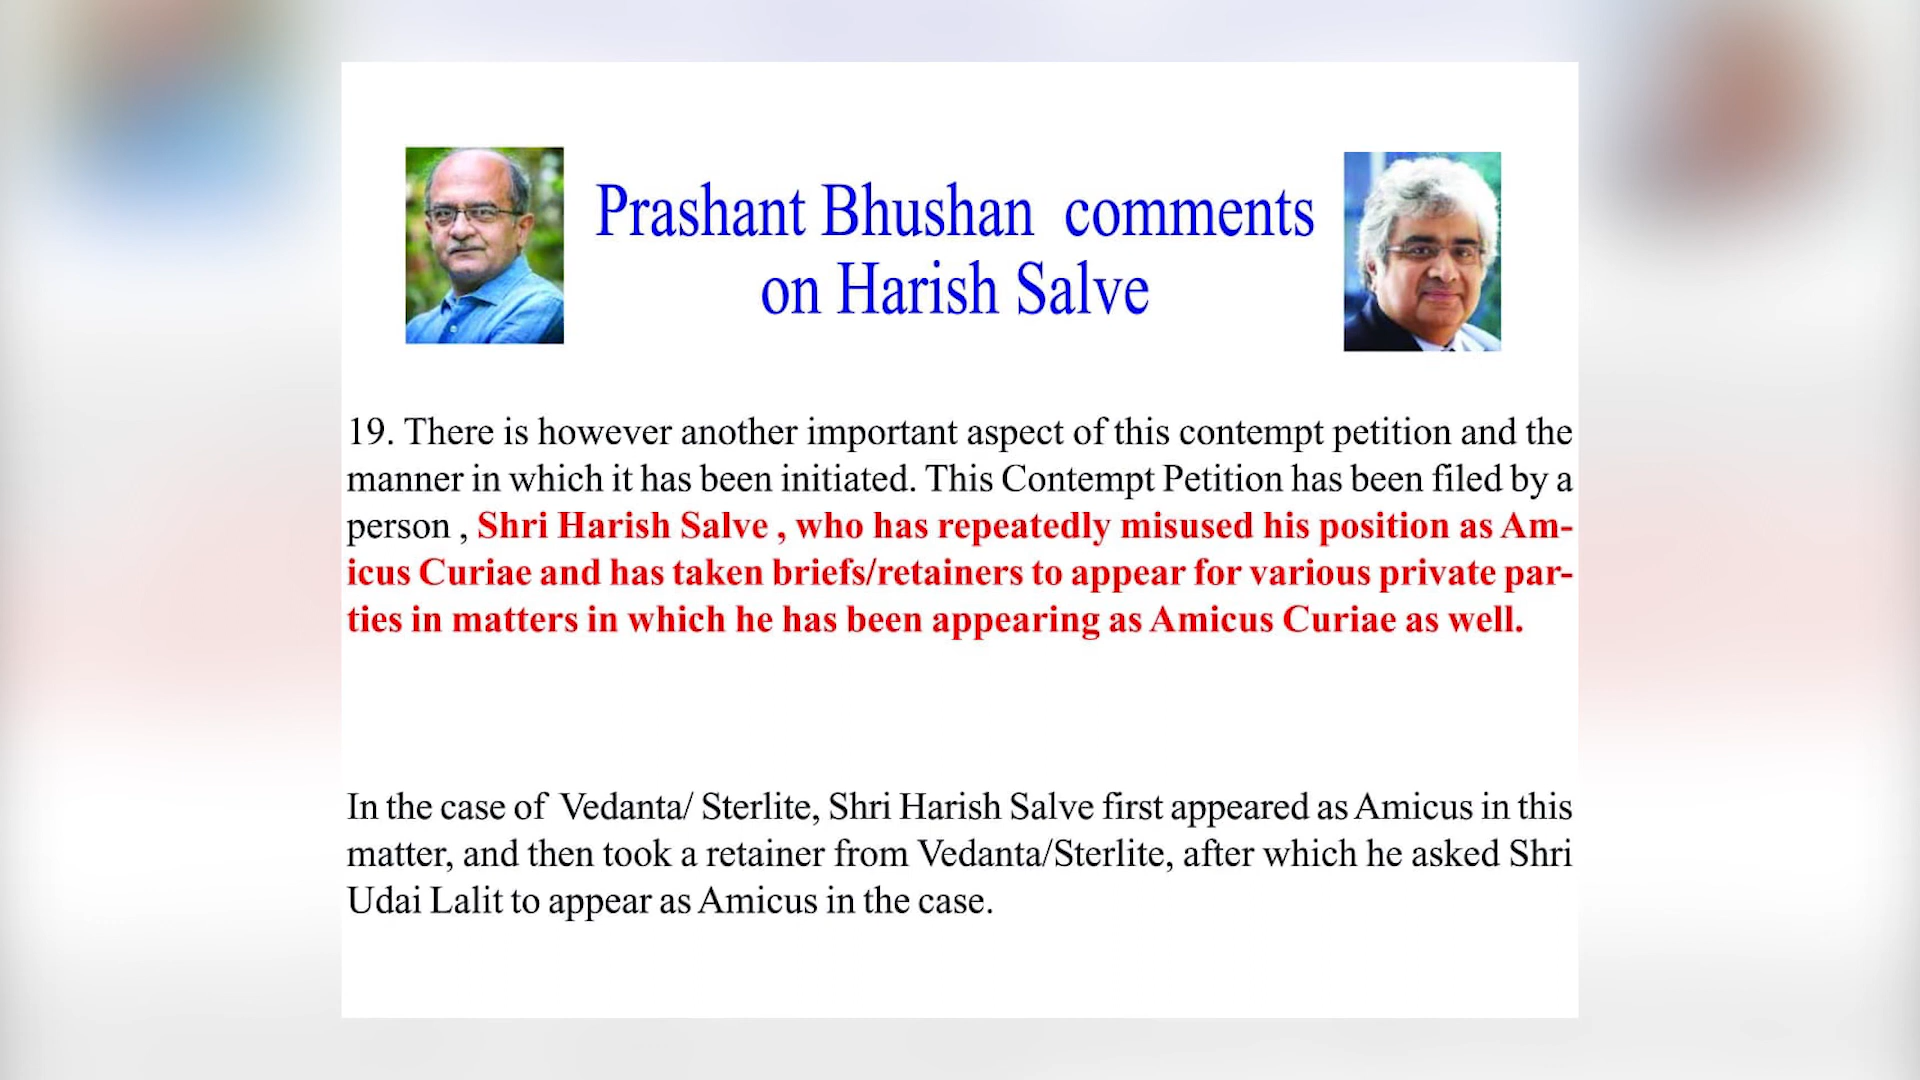 Prashant Bhushan comments
on Harish Salve
19. There is however another important aspect of this contempt petition and the
manner in which it has been initiated. This Contempt Petition has been filed by a
person , Shri Harish Salve , who has repeatedly misused his position as Am-
icus Curiae and has taken briefs/retainers to appear for various private par-
ties in matters in which he has been appearing as Amicus Curiae as well.
In the case of Vedanta/ Sterlite, Shri Harish Salve first appeared as Amicus in this
matter, and then took a retainer from Vedanta/Sterlite, after which he asked Shri
Udai Lalit to appear as Amicus in the case.